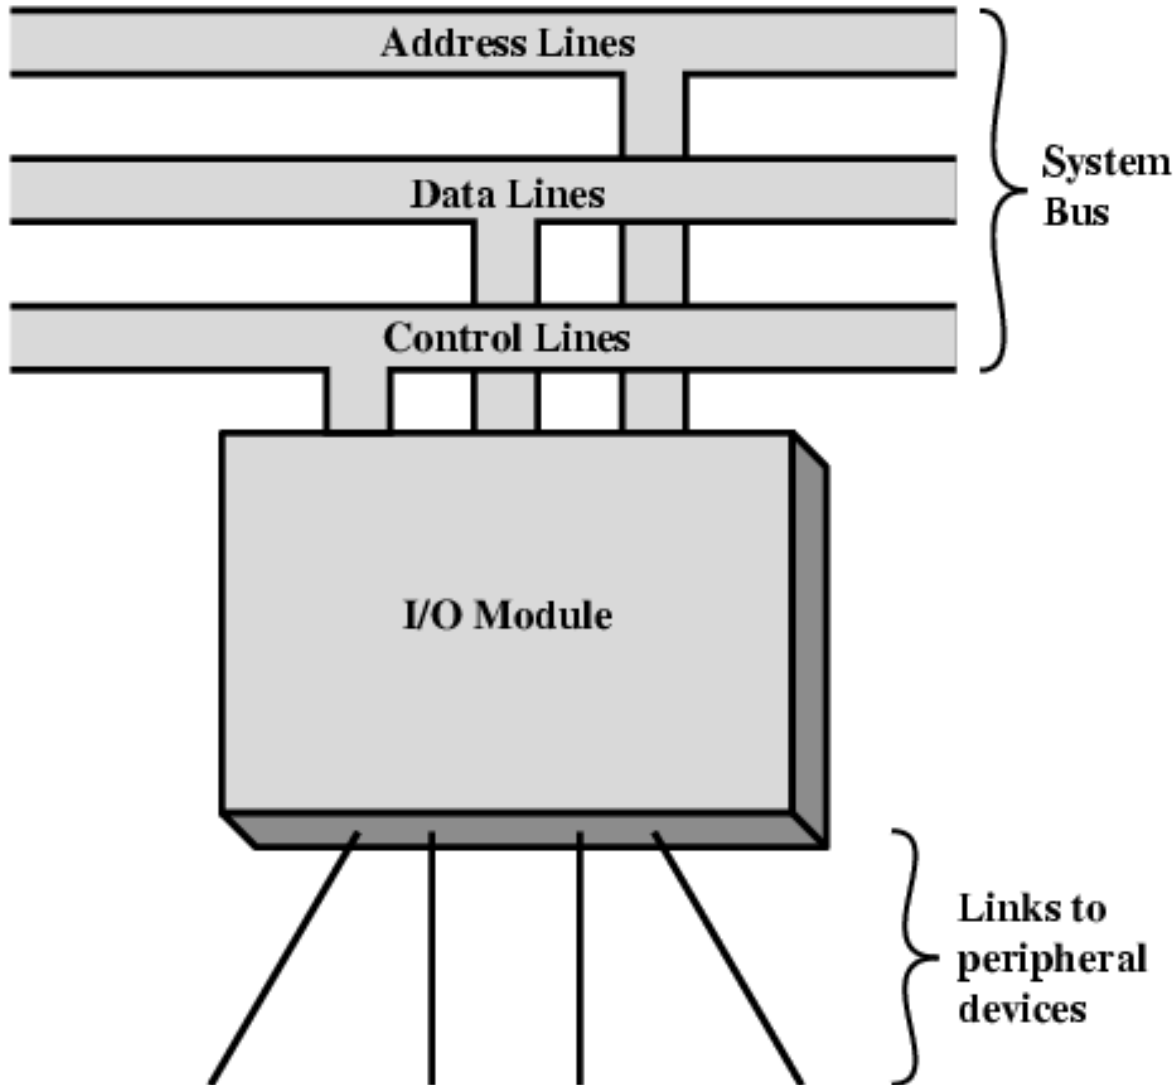 Address Lines
Data Lines
Control Lines
System
Bus
I/O Module
Links to
peripheral
devices